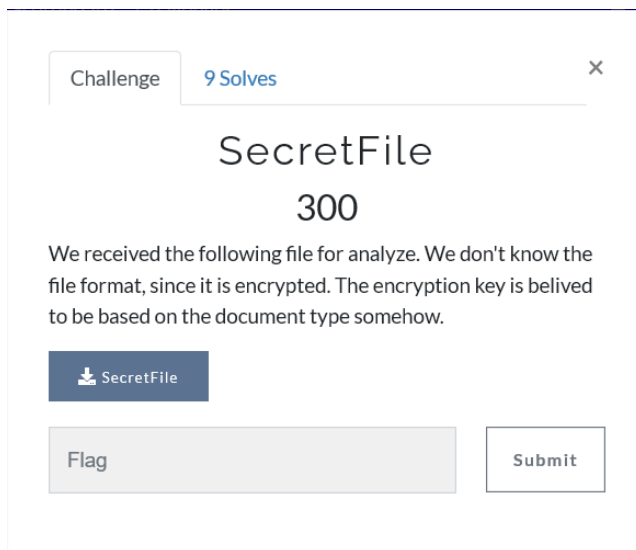 Challenge
9 Solves
×
SecretFile
300
We received the following file for analyze. We don't know the
file format, since it is encrypted. The encryption key is belived
to be based on the document type somehow.
SecretFile
Flag
Submit